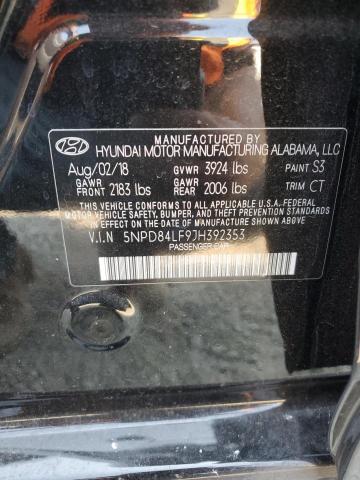 MANUFACTURED BY
HYUNDAI MOTOR MANUFACTURING ALABAMA, LLC
Aug/02/18 GVWR 3924 lbs PAINT S3
GAWR FRONT 2183 lbs GAWR REAR 2006 lbs TRIM CT
THIS VEHICLE CONFORMS TO ALL APPLICABLE U.S.A. FEDERAL
MOTOR VEHICLE SAFETY, BUMPER, AND THEFT PREVENTION
STANDARDS IN EFFECT ON THE DATE OF MANUFACTURE SHOWN ABOVE.
V.I.N 5NPD84LF9JH392353
PASSENGER CAR